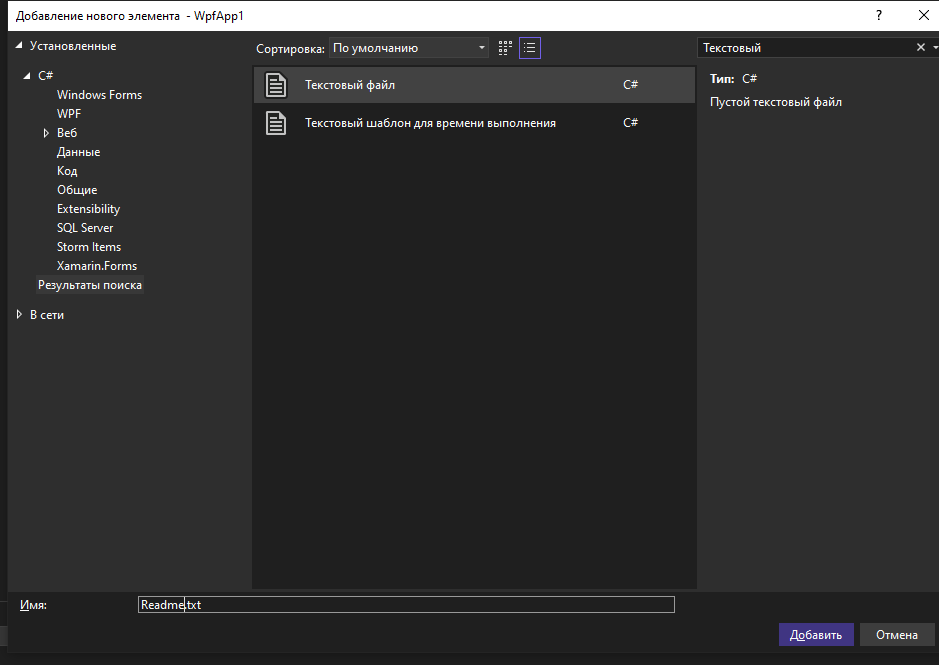 Добавление нового элемента - WpfApp1
?
Установленные
C#
Windows Forms
WPF
Веб
Данные
Код
Общие
Extensibility
SQL Server
Storm Items
Xamarin.Forms
Результаты поиска
В сети
Сортировка: По умолчанию
Текстовый файл C#
Текстовый шаблон для времени выполнения C#
Текстовый
Тип: C#
Пустой текстовый файл
Имя: Readme.txt
Добавить Отмена